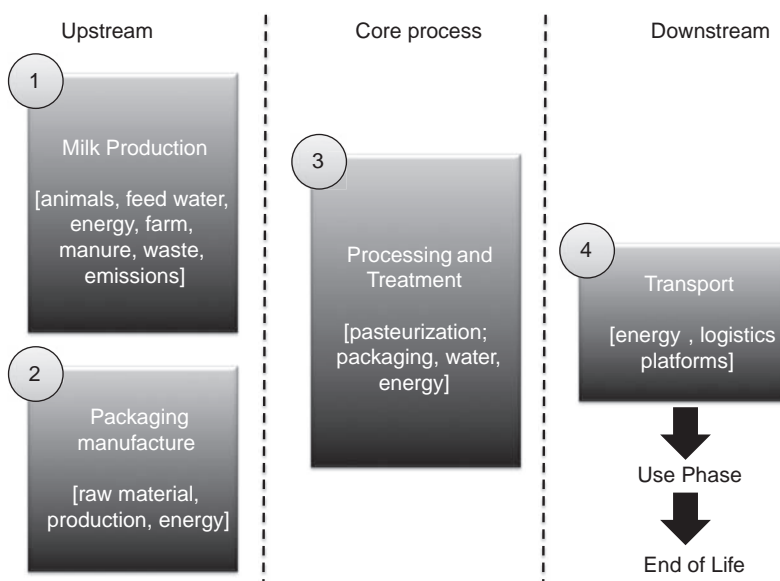 Upstream
1
Milk Production
[animals, feed water,
energy, farm,
manure, waste,
emissions]
2
Packaging
manufacture
[raw material,
production, energy]
Core process
3
Processing and
Treatment
[pasteurization;
packaging, water,
energy]
Downstream
4
Transport
[energy , logistics
platforms]
Use Phase
End of Life